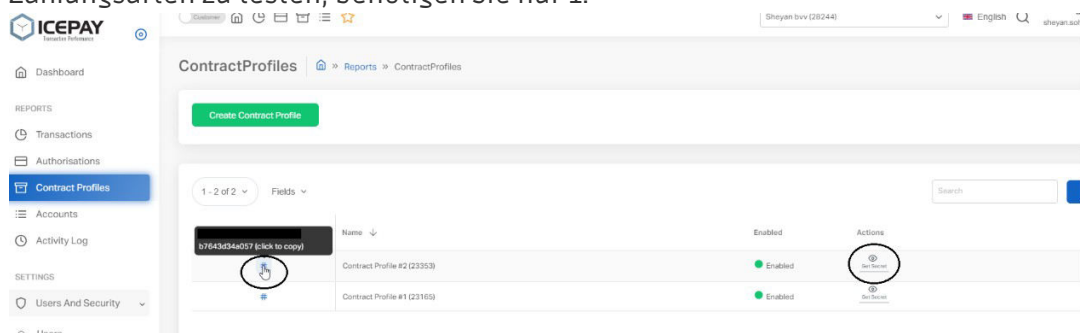 Zahlungsarten zu testen, benötigen Sie nur 1.
ICEPAY
Transaction Performance
Customer
Sheyan bvv (28244)
English
sheyan.sof
Dashboard
ContractProfiles
» Reports » ContractProfiles
REPORTS
Create Contract Profile
Transactions
Authorisations
Contract Profiles
1 - 2 of 2
Fields
Search
Accounts
Activity Log
b7643d34a057 (click to copy)
Name ↓
Enabled
Actions
Contract Profile #2 (23353)
Enabled
Get Secret
SETTINGS
#
Contract Profile #1 (23165)
Enabled
Get Secret
Users And Security
Users